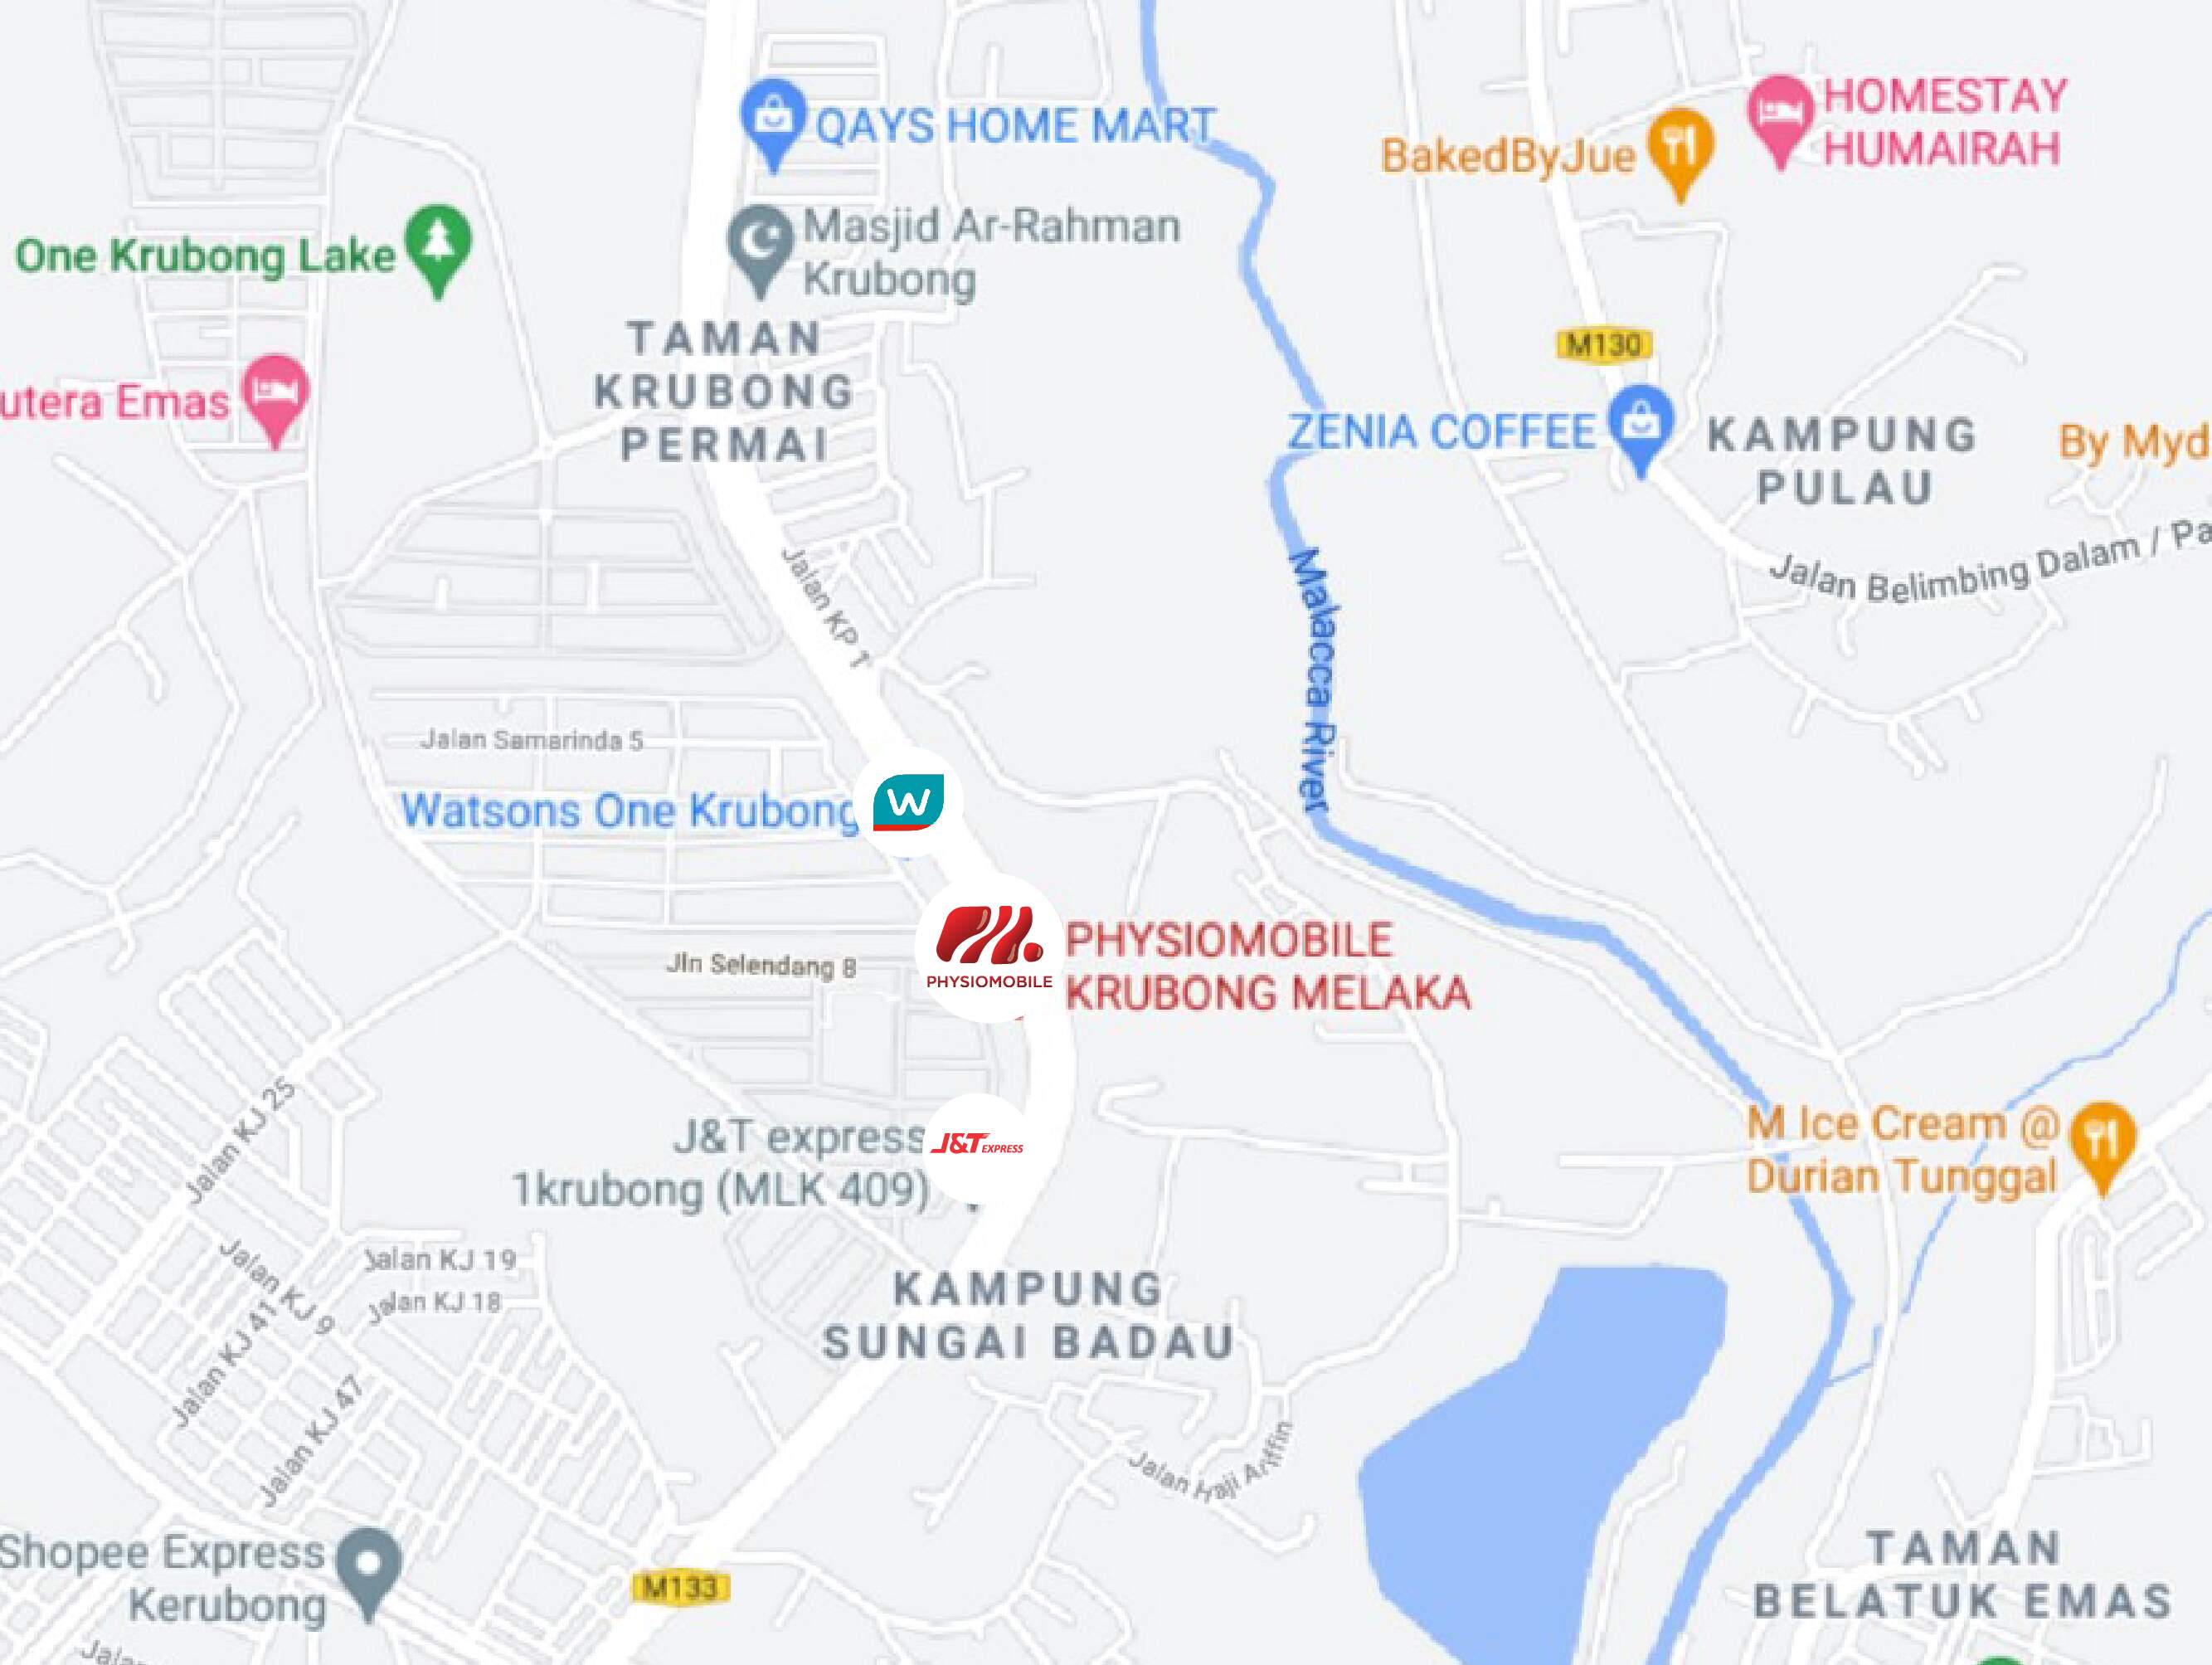 HOMESTAY
HUMAIRAH
QAYS HOME MART
BakedByJue
Masjid Ar-Rahman
Krubong
One Krubong Lake
TAMAN
KRUBONG
PERMAI
M130
utera Emas
ZENIA COFFEE
KAMPUNG
PULAU
By Myd
Jalan KP 1
Jalan Belimbing Dalam / Pa
Malacca River
Jalan Samarinda 5
Watsons One Krubong
W
PHYSIOMOBILE
KRUBONG MELAKA
PHYSIOMOBILE
Jln Selendang 8
Jalan KJ 25
J&T express
1krubong (MLK 409)
J&T EXPRESS
M Ice Cream @
Durian Tunggal
Jalan KJ 19
Jalan KJ 18
Jalan KJ 9
Jalan KJ 41
Jalan KJ 47
KAMPUNG
SUNGAI BADAU
Jalan Haji Ariffin
Shopee Express
Kerubong
M133
TAMAN
BELATUK EMAS
Jala